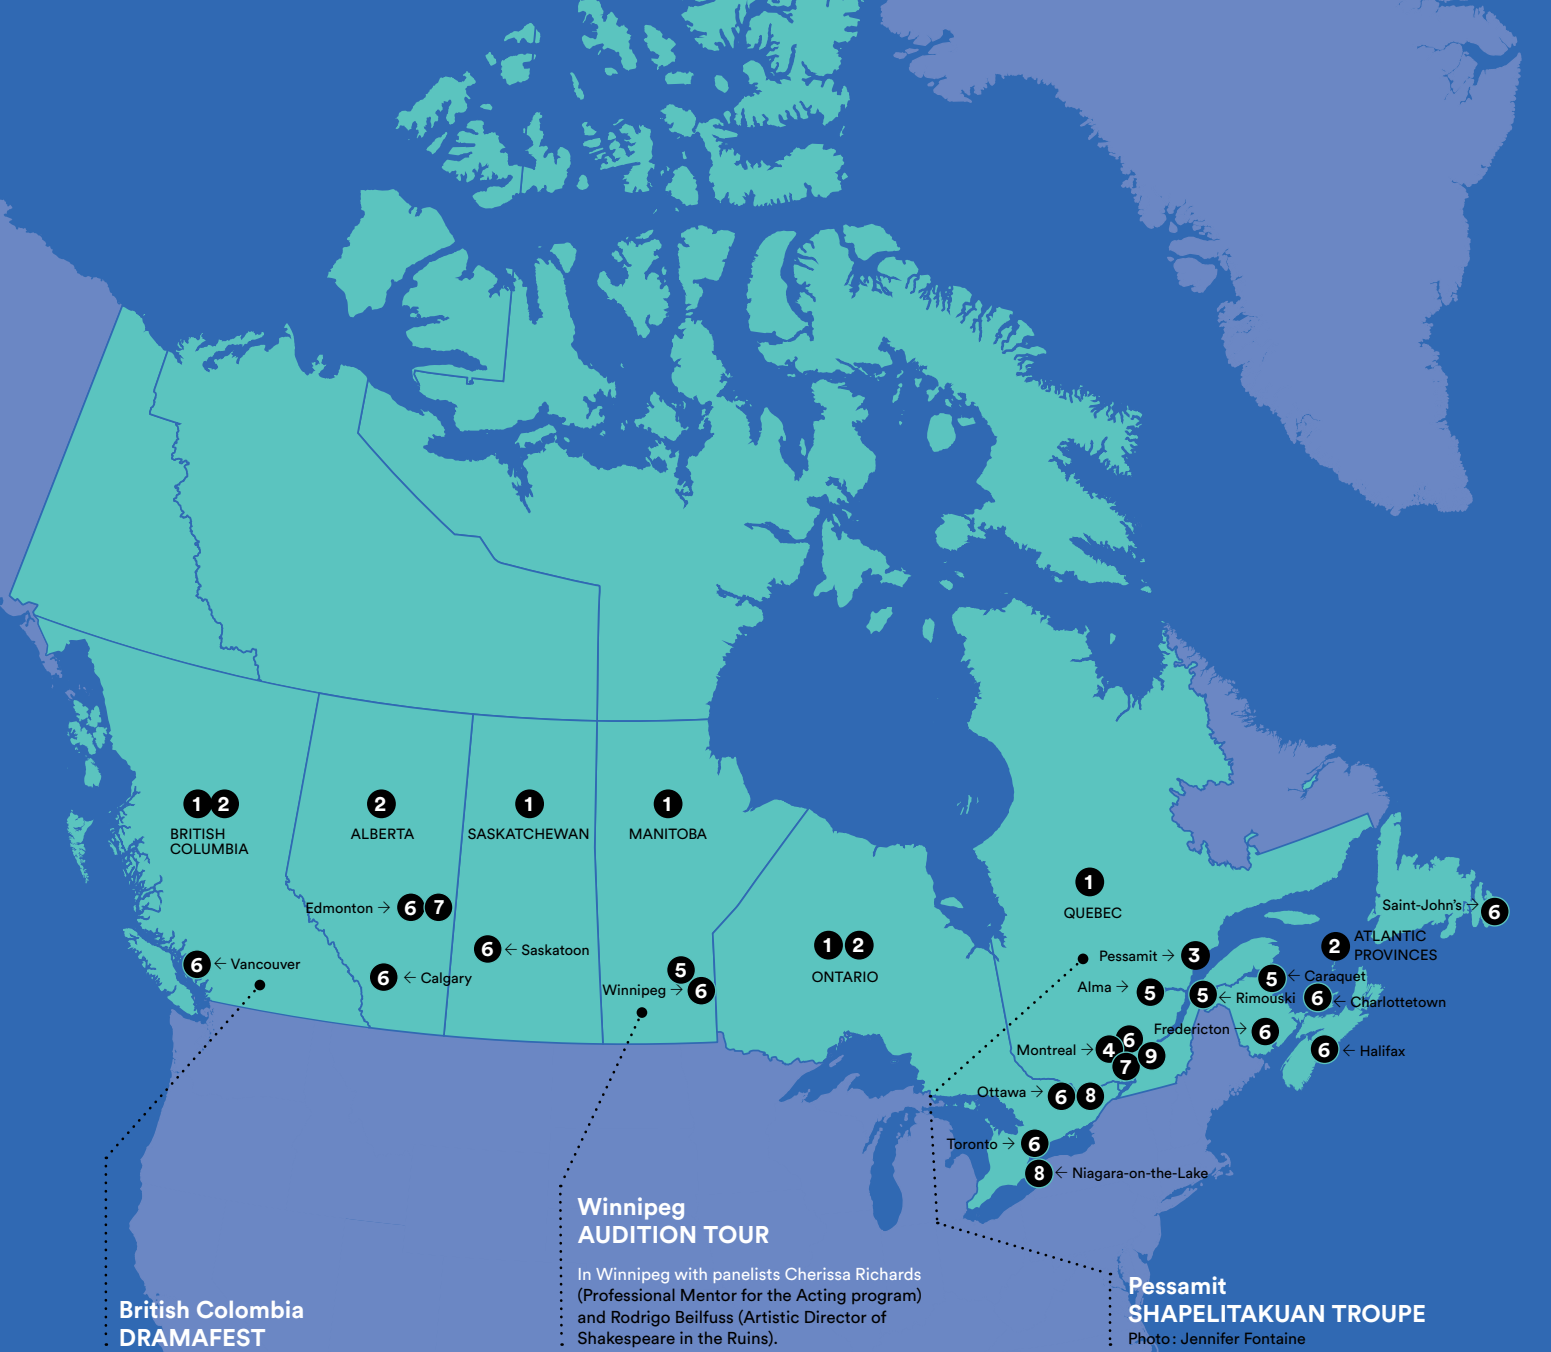 1 2
BRITISH
COLUMBIA
2
ALBERTA
1
SASKATCHEWAN
1
MANITOBA
1
QUEBEC
1 2
ONTARIO
Edmonton → 6 7
6 ← Vancouver
6 ← Calgary
6 ← Saskatoon
5
Winnipeg → 6
Saint-John's → 6
2 ATLANTIC
PROVINCES
Pessamit → 3
Alma → 5
5 ← Rimouski
5 ← Caraquet
6 ← Charlottetown
Fredericton → 6
6 ← Halifax
Montreal → 4 6 7 9
Ottawa → 6 8
Toronto → 6
8 ← Niagara-on-the-Lake
British Colombia
DRAMAFEST
Winnipeg
AUDITION TOUR
In Winnipeg with panelists Cherissa Richards
(Professional Mentor for the Acting program)
and Rodrigo Beilfuss (Artistic Director of
Shakespeare in the Ruins).
Pessamit
SHAPELITAKUAN TROUPE
Photo : Jennifer Fontaine